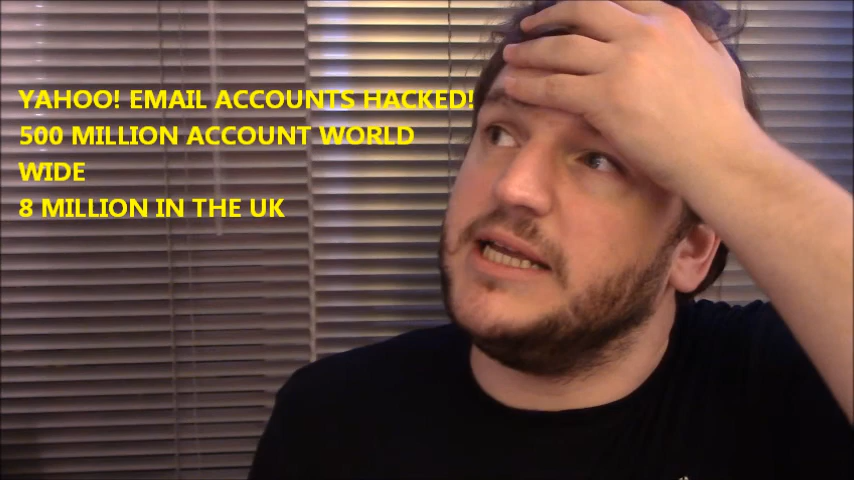 YAHOO! EMAIL ACCOUNTS HACKED!
500 MILLION ACCOUNT WORLD
WIDE
8 MILLION IN THE UK